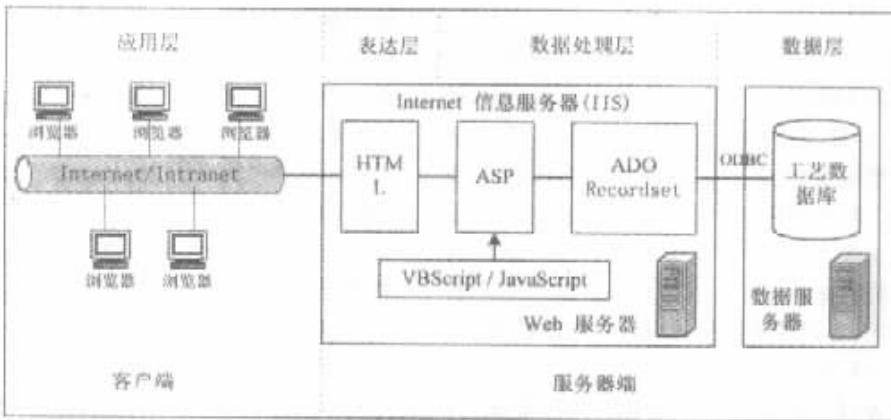 应用层
表达层
数据处理层
数据层
Internet 信息服务器(IIS)
浏览器
浏览器
浏览器
Internet/Intranet
HTM
L
ASP
ADO
Recordset
ODBC
工艺数
据库
浏览器
浏览器
VBScript / JavaScript
Web 服务器
数据服
务器
客户端
服务器端